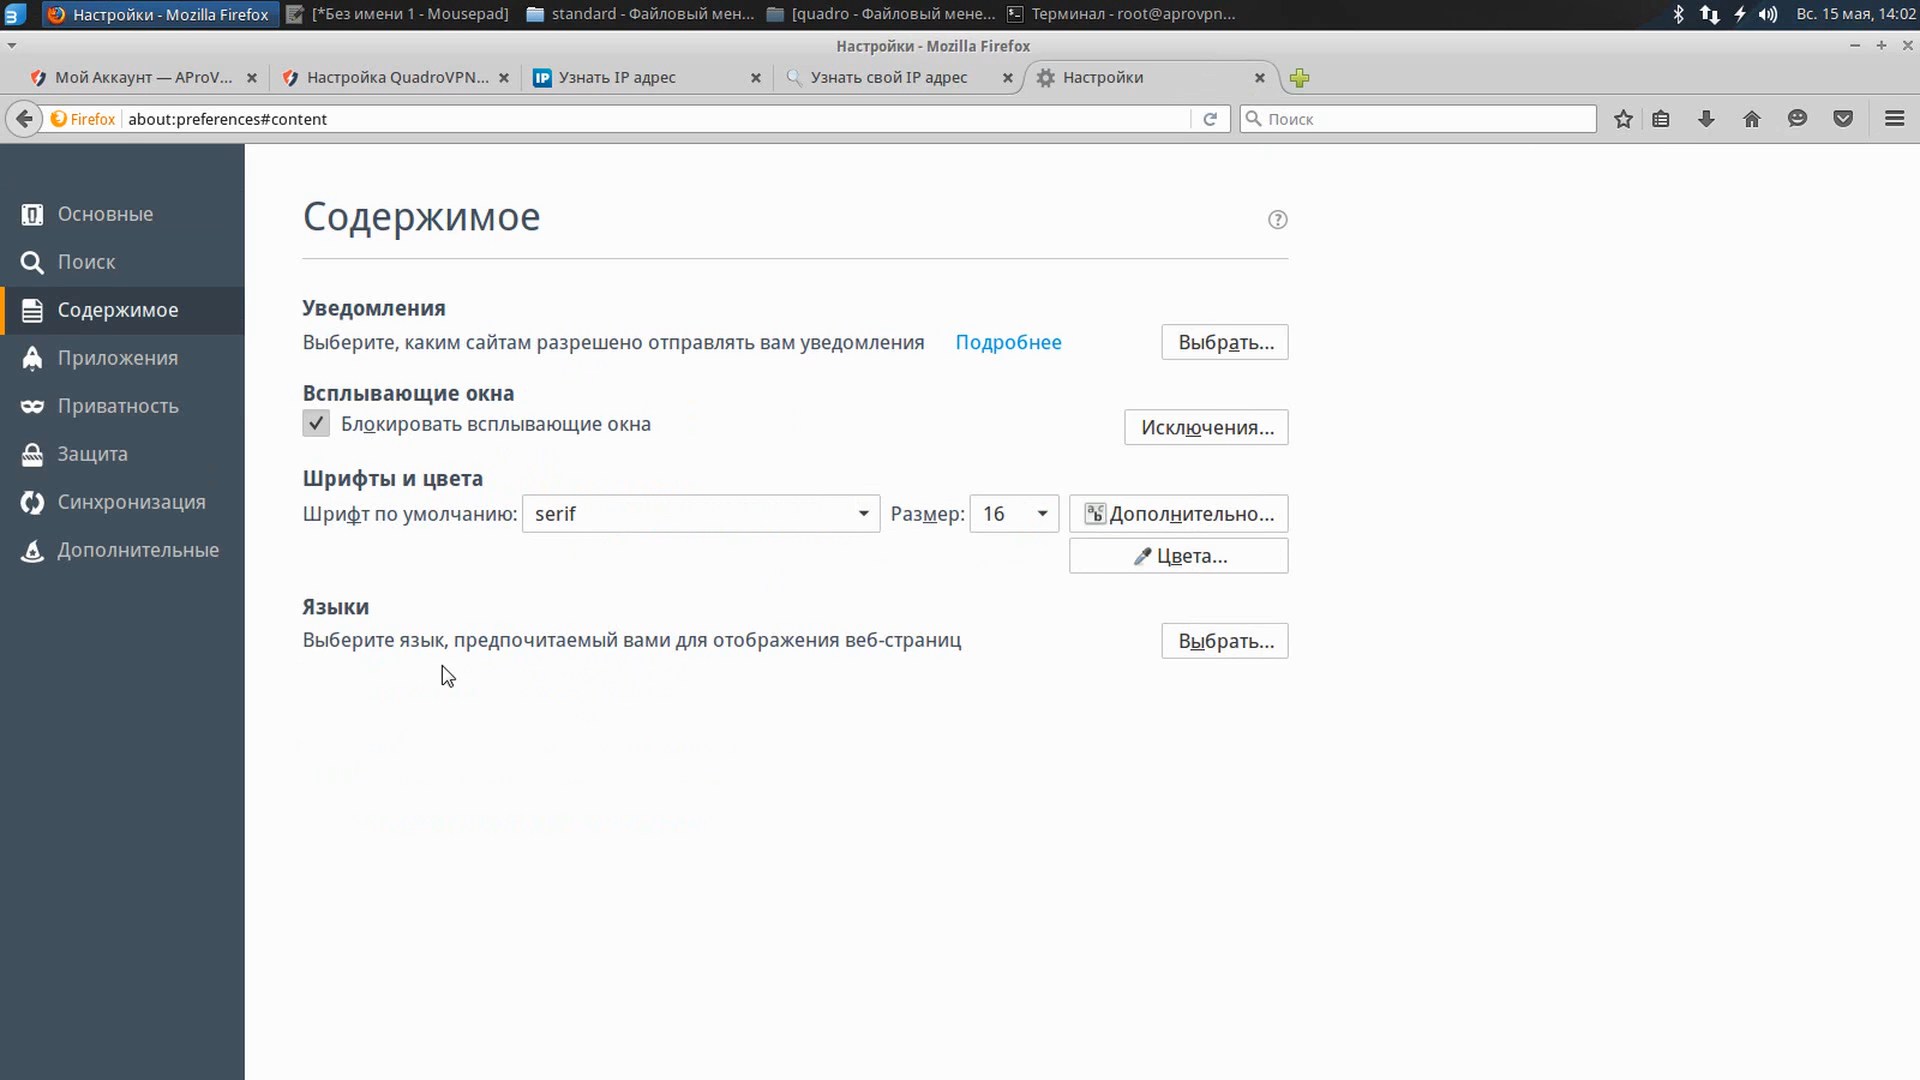 Настройки - Mozilla Firefox
[*Без имени 1 - Mousepad]
standard - Файловый мен...
[quadro - Файловый мене...
Терминал - root@aprovpn...
Вс. 15 мая, 14:02
Настройки - Mozilla Firefox
Мой Аккаунт — AProV...
Настройка QuadroVPN...
IP Узнать IP адрес
Узнать свой IP адрес
Настройки
Firefox
about:preferences#content
Поиск
Основные
Поиск
Содержимое
Приложения
Приватность
Защита
Синхронизация
Дополнительные
Содержимое
?
Уведомления
Выберите, каким сайтам разрешено отправлять вам уведомления Подробнее Выбрать...
Всплывающие окна
Блокировать всплывающие окна Исключения...
Шрифты и цвета
Шрифт по умолчанию: serif Размер: 16 Дополнительно...
Цвета...
Языки
Выберите язык, предпочитаемый вами для отображения веб-страниц Выбрать...